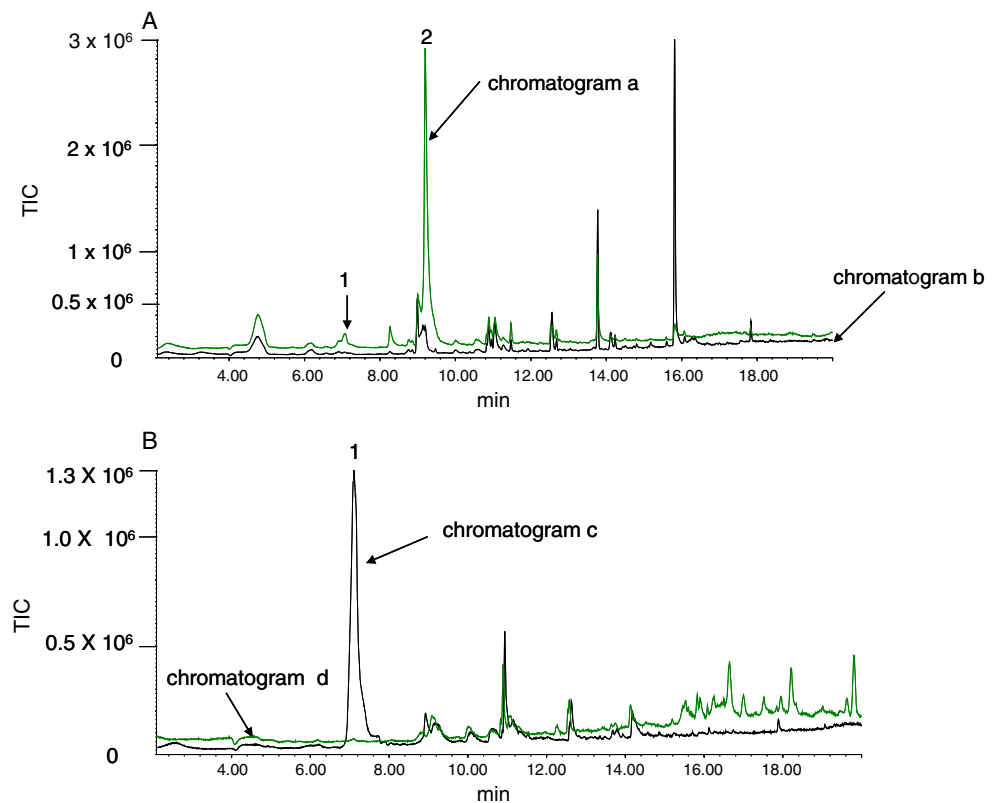 A
3 x 10⁶
2
chromatogram a
2 x 10⁶
TIC
1 x 10⁶
1
chromatogram b
0.5 x 10⁶
0
4.00 6.00 8.00 10.00 12.00 14.00 16.00 18.00
min
B
1
1.3 X 10⁶
chromatogram c
1.0 X 10⁶
TIC
0.5 X 10⁶
chromatogram d
0
4.00 6.00 8.00 10.00 12.00 14.00 16.00 18.00
min